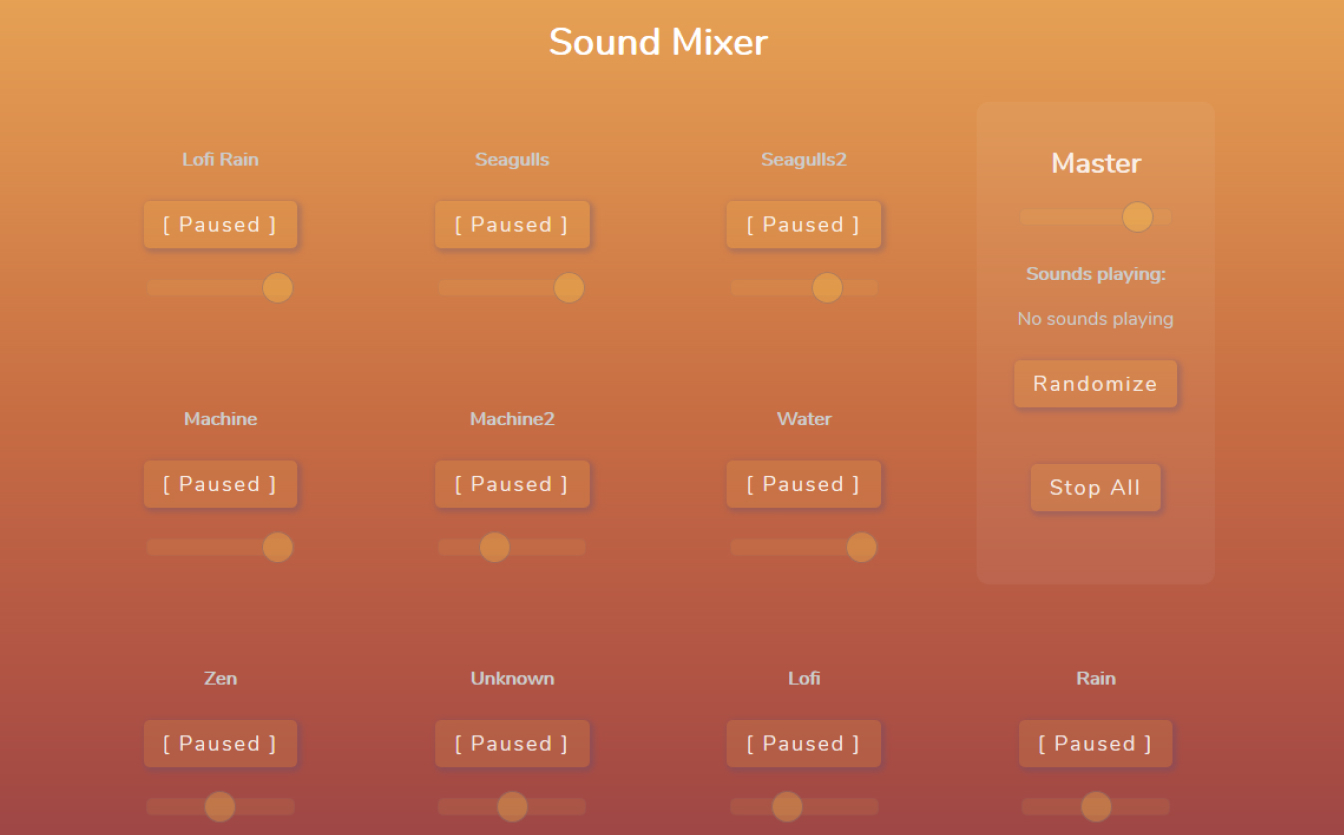 Sound Mixer
Lofi Rain
[ Paused ]
Seagulls
[ Paused ]
Seagulls2
[ Paused ]
Master
Sounds playing:
No sounds playing
Randomize
Stop All
Machine
[ Paused ]
Machine2
[ Paused ]
Water
[ Paused ]
Zen
[ Paused ]
Unknown
[ Paused ]
Lofi
[ Paused ]
Rain
[ Paused ]